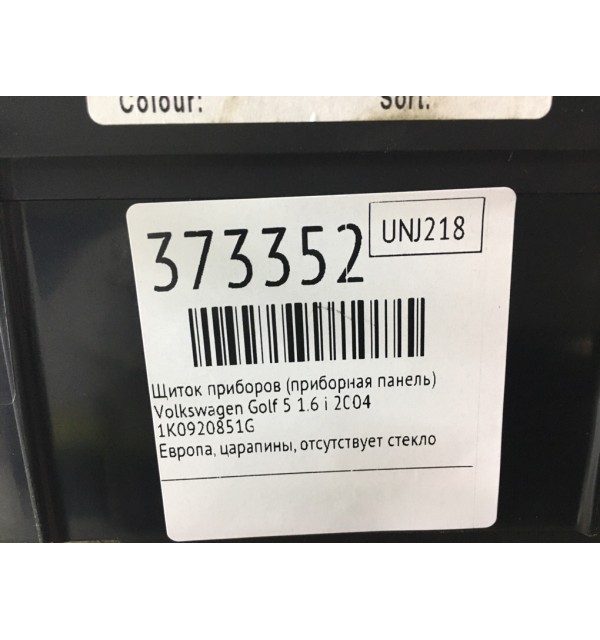 Colour: Sort:
373352 UNJ218
Щиток приборов (приборная панель)
Volkswagen Golf 5 1.6 i 2004
1K0920851G
Европа, царапины, отсутствует стекло